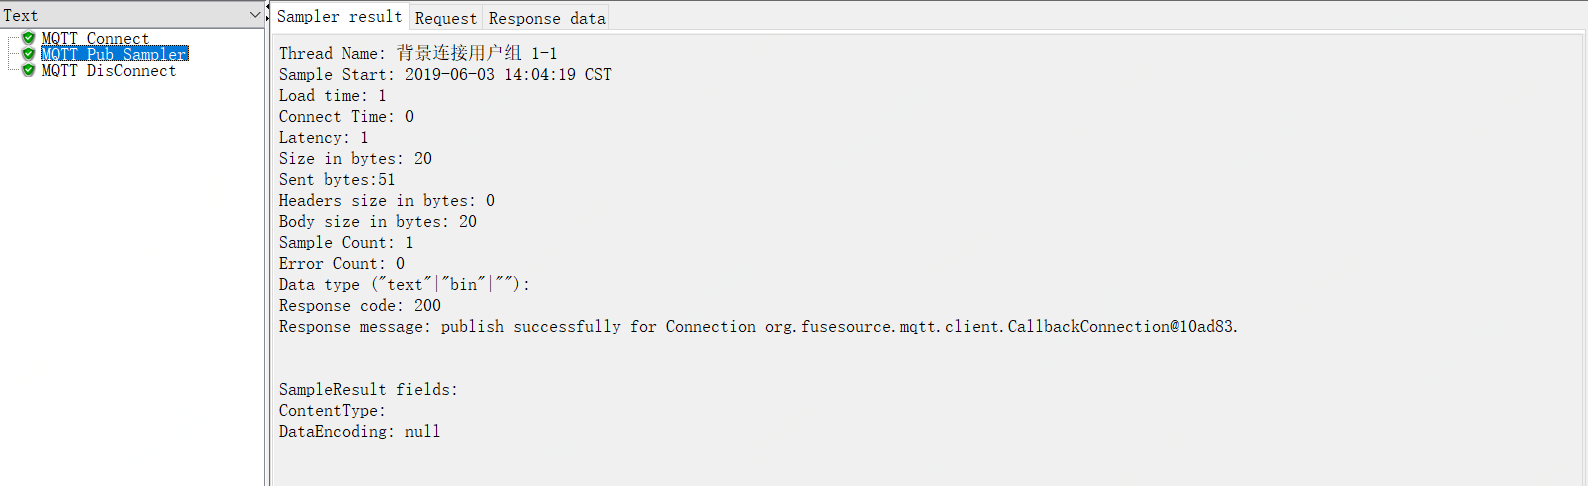 Text
MQTT Connect
MQTT Pub Sampler
MQTT DisConnect
Sampler result Request Response data
Thread Name: 背景连接用户组 1-1
Sample Start: 2019-06-03 14:04:19 CST
Load time: 1
Connect Time: 0
Latency: 1
Size in bytes: 20
Sent bytes:51
Headers size in bytes: 0
Body size in bytes: 20
Sample Count: 1
Error Count: 0
Data type ("text"|"bin"|""):
Response code: 200
Response message: publish successfully for Connection org.fusesource.mqtt.client.CallbackConnection@10ad83.
SampleResult fields:
ContentType:
DataEncoding: null